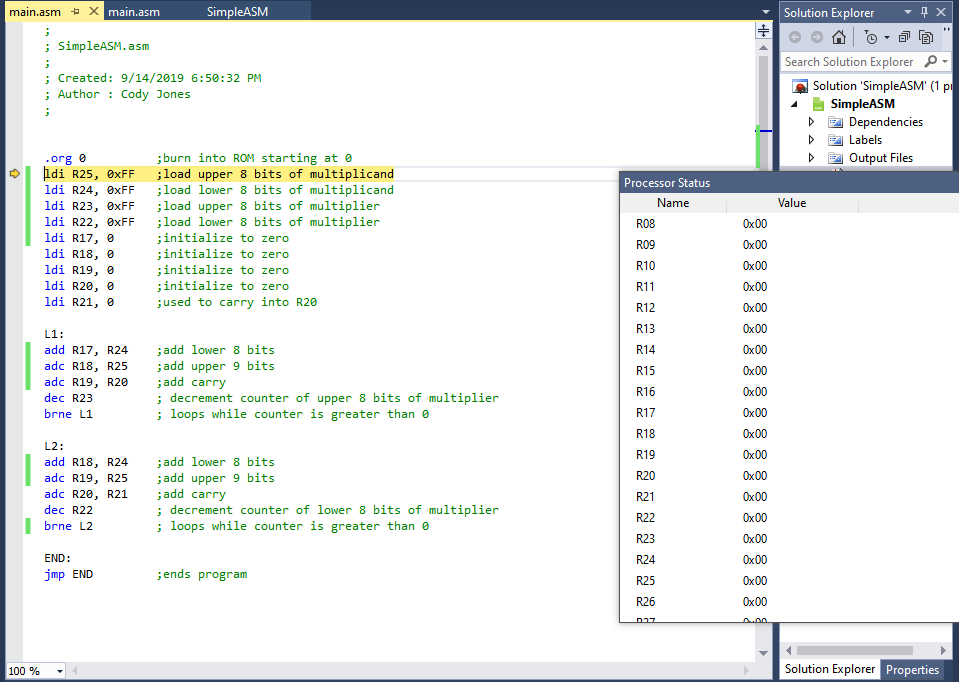 main.asm main.asm SimpleASM
;
; SimpleASM.asm
;
; Created: 9/14/2019 6:50:32 PM
; Author : Cody Jones
;
.org 0 ;burn into ROM starting at 0
ldi R25, 0xFF ;load upper 8 bits of multiplicand
ldi R24, 0xFF ;load lower 8 bits of multiplicand
ldi R23, 0xFF ;load upper 8 bits of multiplier
ldi R22, 0xFF ;load lower 8 bits of multiplier
ldi R17, 0 ;initialize to zero
ldi R18, 0 ;initialize to zero
ldi R19, 0 ;initialize to zero
ldi R20, 0 ;initialize to zero
ldi R21, 0 ;used to carry into R20
L1:
add R17, R24 ;add lower 8 bits
adc R18, R25 ;add upper 9 bits
adc R19, R20 ;add carry
dec R23 ; decrement counter of upper 8 bits of multiplier
brne L1 ; loops while counter is greater than 0
L2:
add R18, R24 ;add lower 8 bits
adc R19, R25 ;add upper 9 bits
adc R20, R21 ;add carry
dec R22 ; decrement counter of lower 8 bits of multiplier
brne L2 ; loops while counter is greater than 0
END:
jmp END ;ends program
100 %
Solution Explorer
Search Solution Explorer
Solution 'SimpleASM' (1 pr
SimpleASM
Dependencies
Labels
Output Files
Processor Status
Name Value
R08 0x00
R09 0x00
R10 0x00
R11 0x00
R12 0x00
R13 0x00
R14 0x00
R15 0x00
R16 0x00
R17 0x00
R18 0x00
R19 0x00
R20 0x00
R21 0x00
R22 0x00
R23 0x00
R24 0x00
R25 0x00
R26 0x00
R27 0x00
Solution Explorer Properties